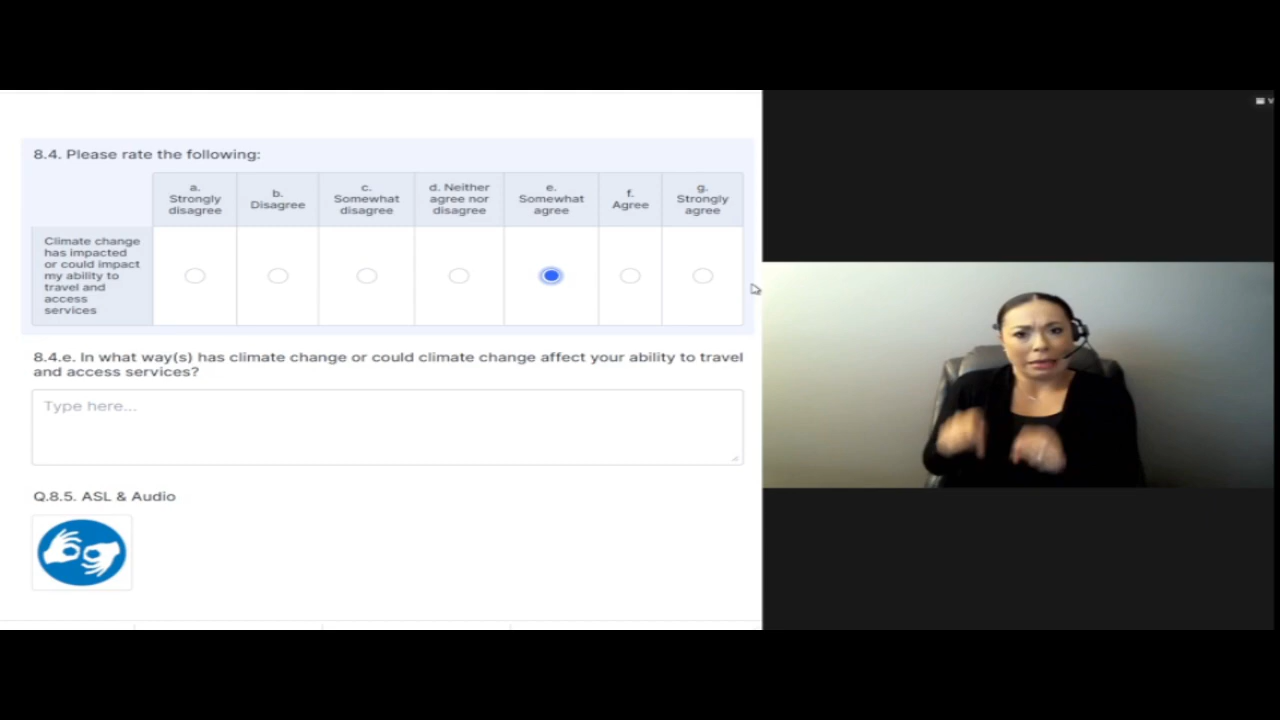 8.4. Please rate the following:
a.
Strongly
disagree
b.
Disagree
c.
Somewhat
disagree
d. Neither
agree nor
disagree
e.
Somewhat
agree
f.
Agree
g.
Strongly
agree
Climate change
has impacted
or could impact
my ability to
travel and
access
services
8.4.e. In what way(s) has climate change or could climate change affect your ability to travel
and access services?
Type here...
Q.8.5. ASL & Audio